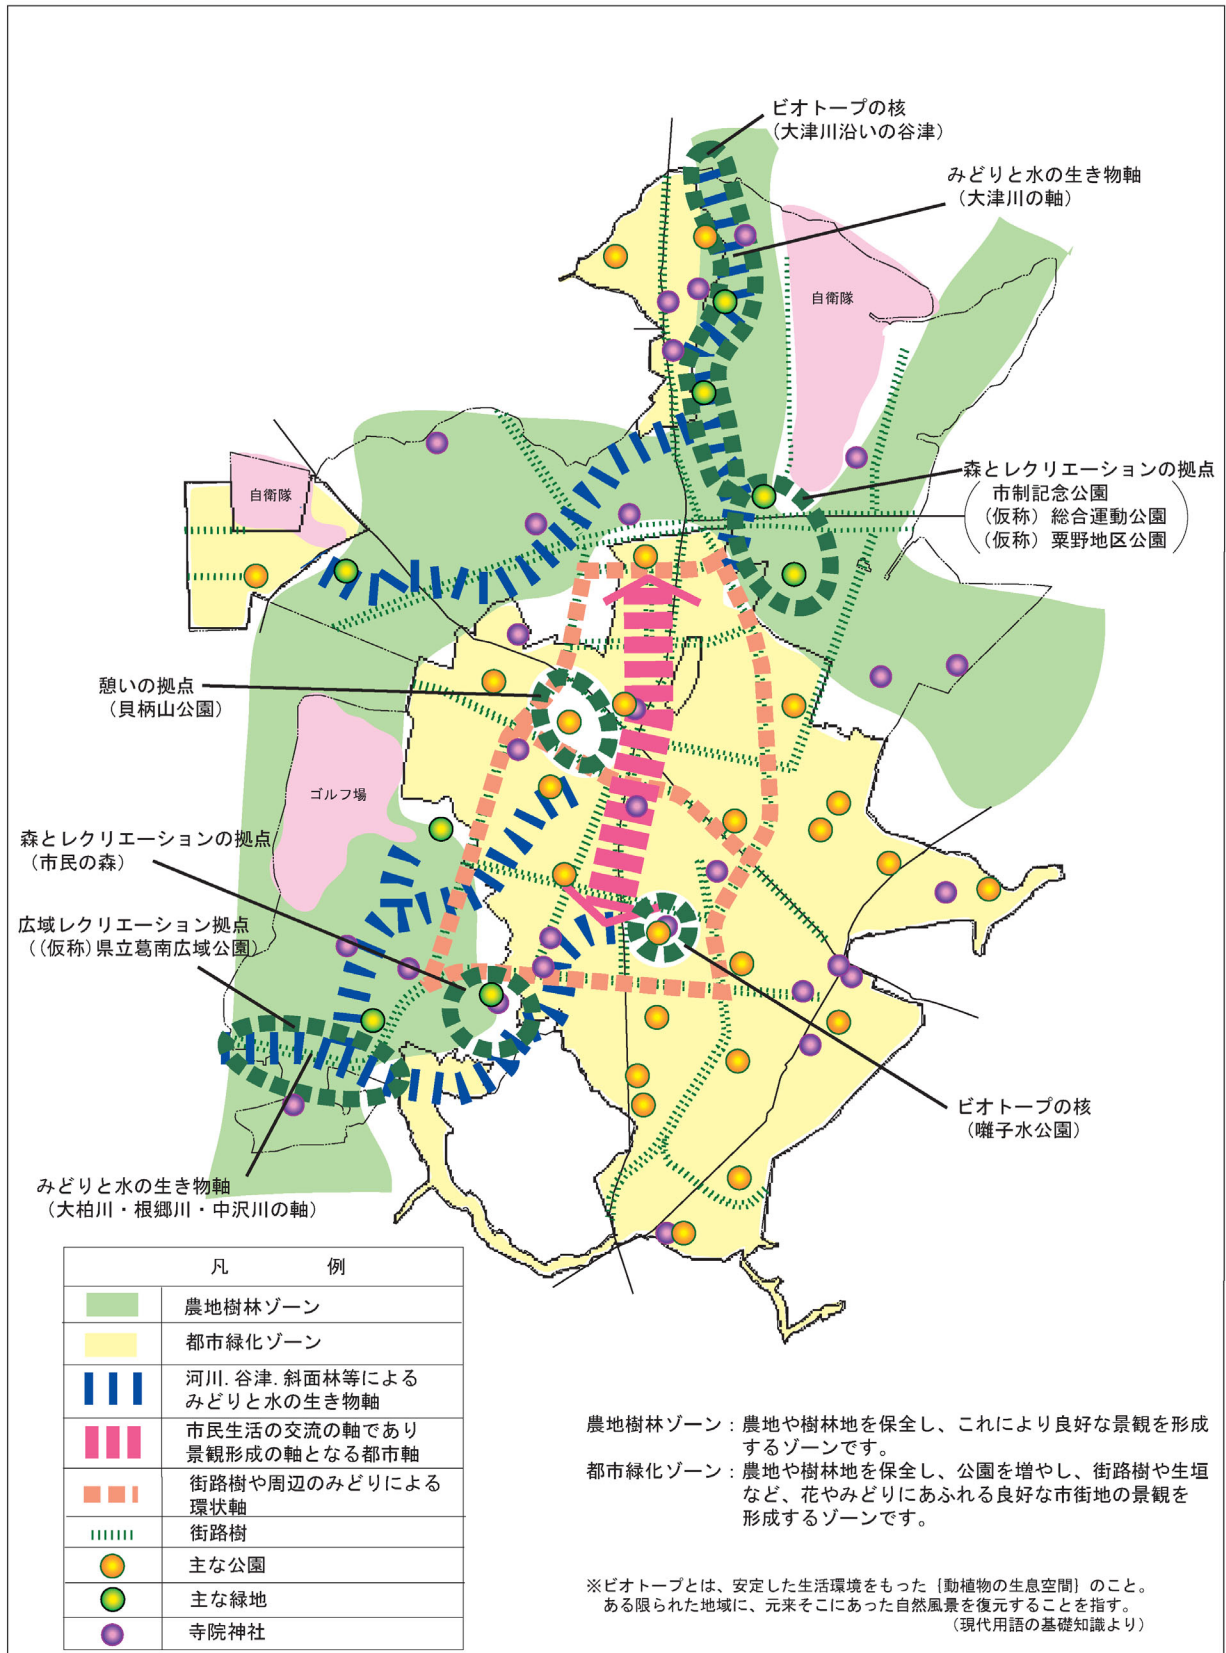 ビオトープの核
（大津川沿いの谷津）
みどりと水の生き物軸
（大津川の軸）
自衛隊
森とレクリエーションの拠点
市制記念公園
（仮称）総合運動公園
（仮称）粟野地区公園
自衛隊
憩いの拠点
（貝柄山公園）
ゴルフ場
森とレクリエーションの拠点
（市民の森）
広域レクリエーション拠点
（（仮称）県立葛南広域公園）
ビオトープの核
（囃子水公園）
みどりと水の生き物軸
（大柏川・根郷川・中沢川の軸）
凡　例
農地樹林ゾーン
都市緑化ゾーン
河川．谷津．斜面林等による
みどりと水の生き物軸
市民生活の交流の軸であり
景観形成の軸となる都市軸
街路樹や周辺のみどりによる
環状軸
街路樹
主な公園
主な緑地
寺院神社
農地樹林ゾーン：農地や樹林地を保全し、これにより良好な景観を形成
するゾーンです。
都市緑化ゾーン：農地や樹林地を保全し、公園を増やし、街路樹や生垣
など、花やみどりにあふれる良好な市街地の景観を
形成するゾーンです。
※ビオトープとは、安定した生活環境をもった｛動植物の生息空間｝のこと。
ある限られた地域に、元来そこにあった自然風景を復元することを指す。
（現代用語の基礎知識より）